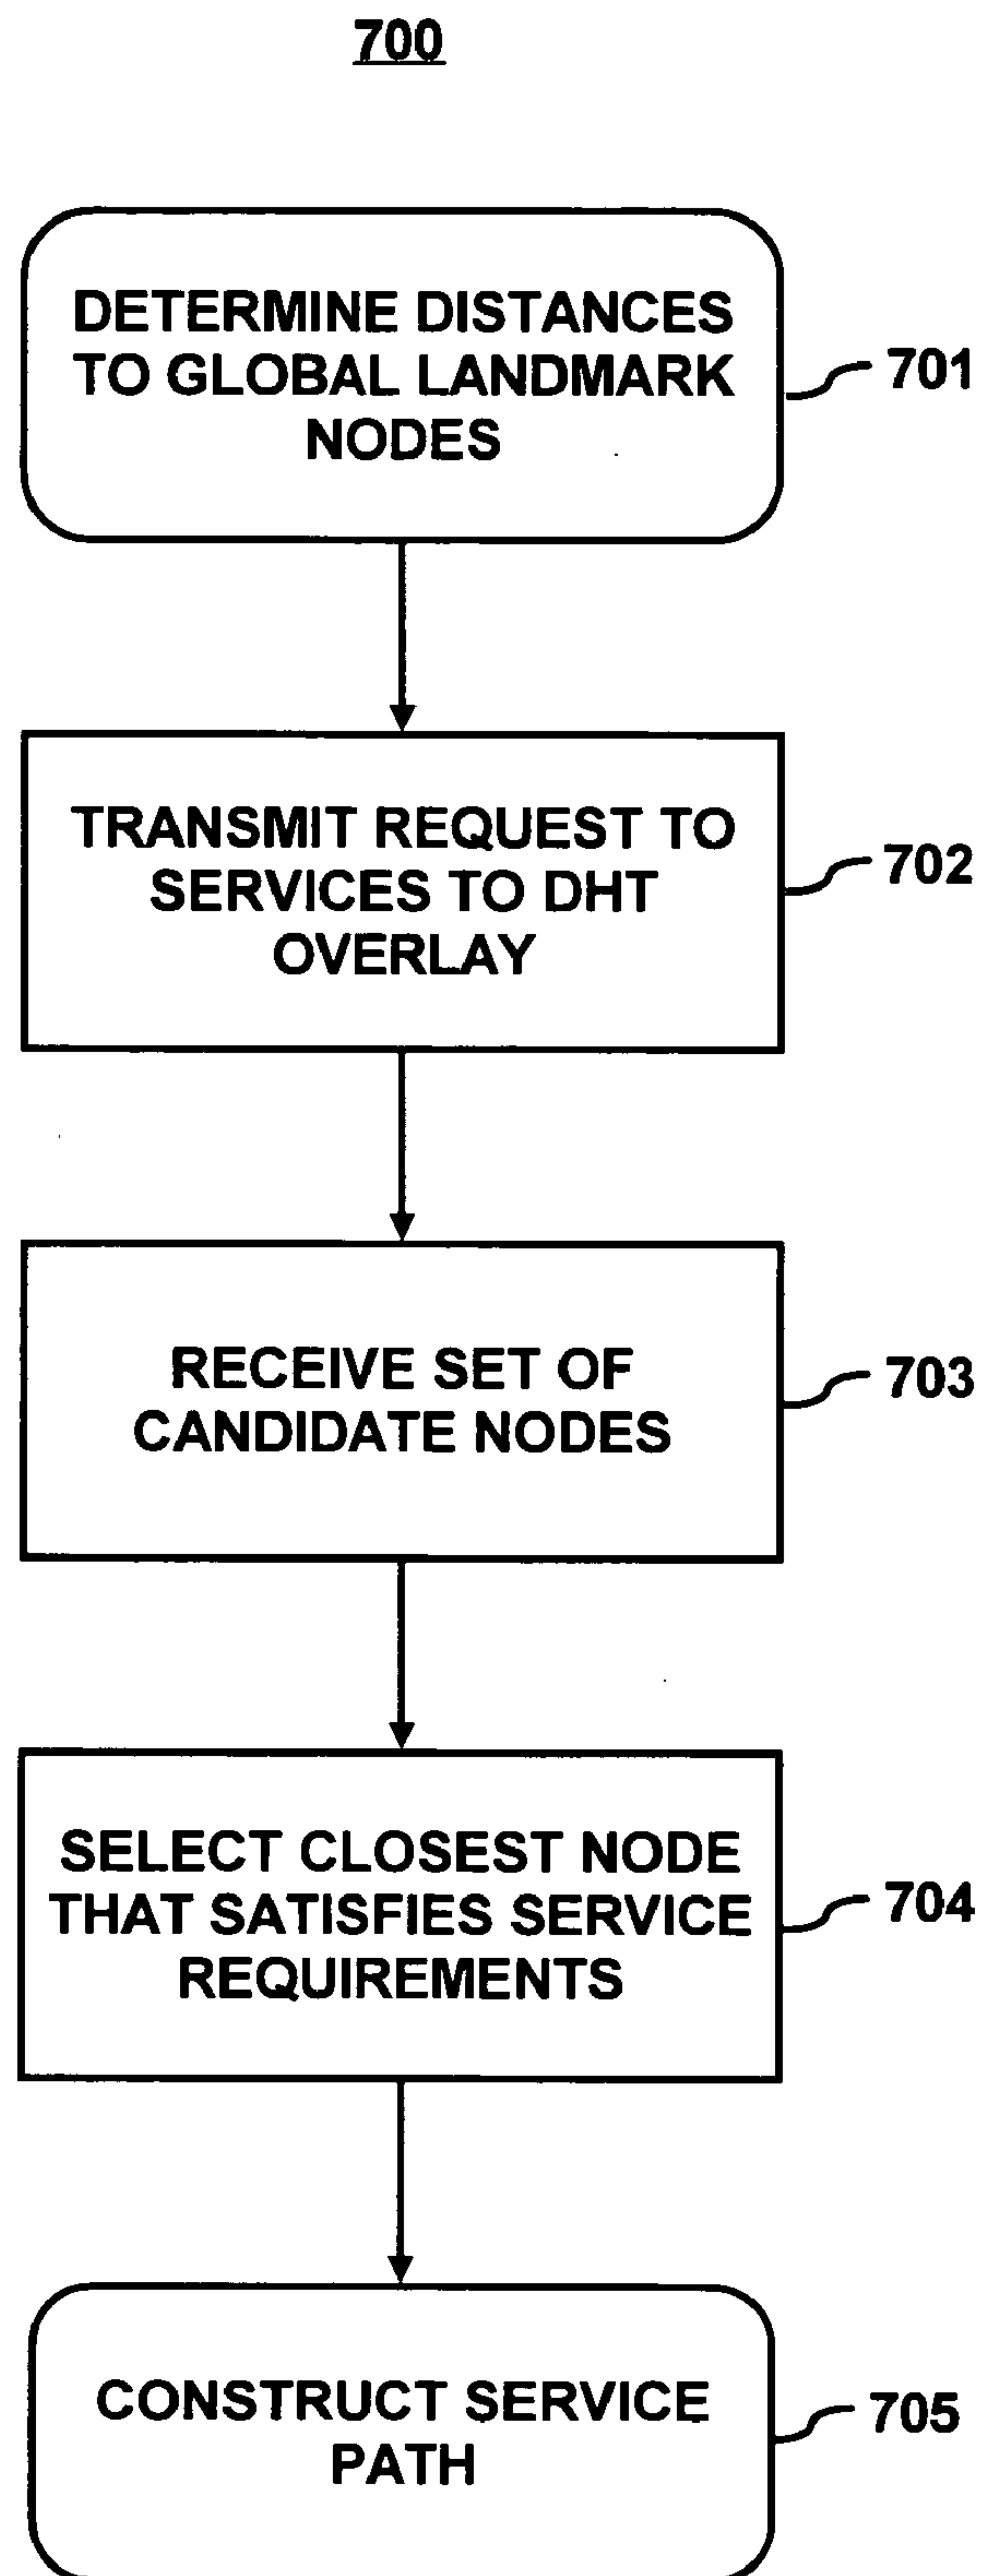 700
DETERMINE DISTANCES
TO GLOBAL LANDMARK
NODES
701
TRANSMIT REQUEST TO
SERVICES TO DHT
OVERLAY
702
RECEIVE SET OF
CANDIDATE NODES
703
SELECT CLOSEST NODE
THAT SATISFIES SERVICE
REQUIREMENTS
704
CONSTRUCT SERVICE
PATH
705